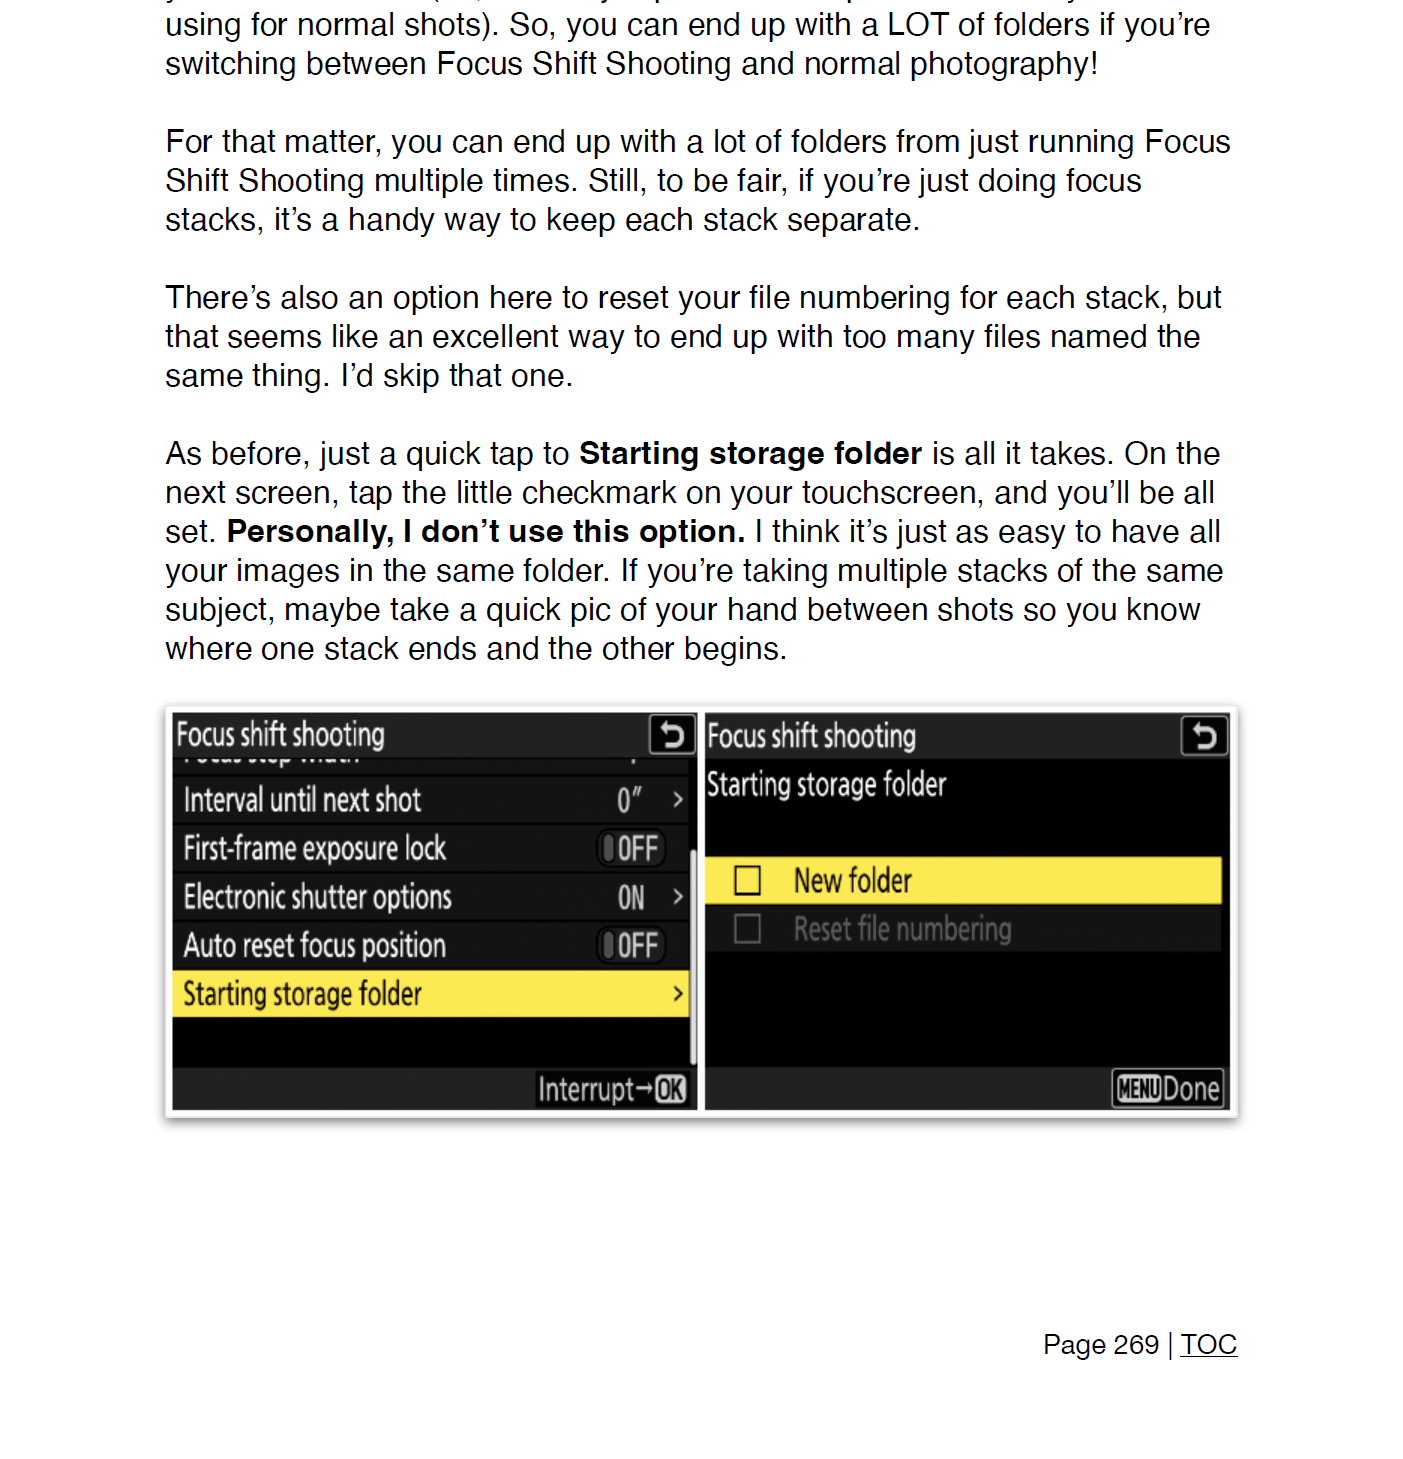 using for normal shots). So, you can end up with a LOT of folders if you’re
switching between Focus Shift Shooting and normal photography!
For that matter, you can end up with a lot of folders from just running Focus
Shift Shooting multiple times. Still, to be fair, if you’re just doing focus
stacks, it’s a handy way to keep each stack separate.
There’s also an option here to reset your file numbering for each stack, but
that seems like an excellent way to end up with too many files named the
same thing. I’d skip that one.
As before, just a quick tap to Starting storage folder is all it takes. On the
next screen, tap the little checkmark on your touchscreen, and you’ll be all
set. Personally, I don’t use this option. I think it’s just as easy to have all
your images in the same folder. If you’re taking multiple stacks of the same
subject, maybe take a quick pic of your hand between shots so you know
where one stack ends and the other begins.
Focus shift shooting
Focus step width
Interval until next shot 0″ >
First-frame exposure lock OFF
Electronic shutter options ON >
Auto reset focus position OFF
Starting storage folder >
Interrupt→OK
Focus shift shooting
Starting storage folder
New folder
Reset file numbering
MENU Done
Page 269 | TOC